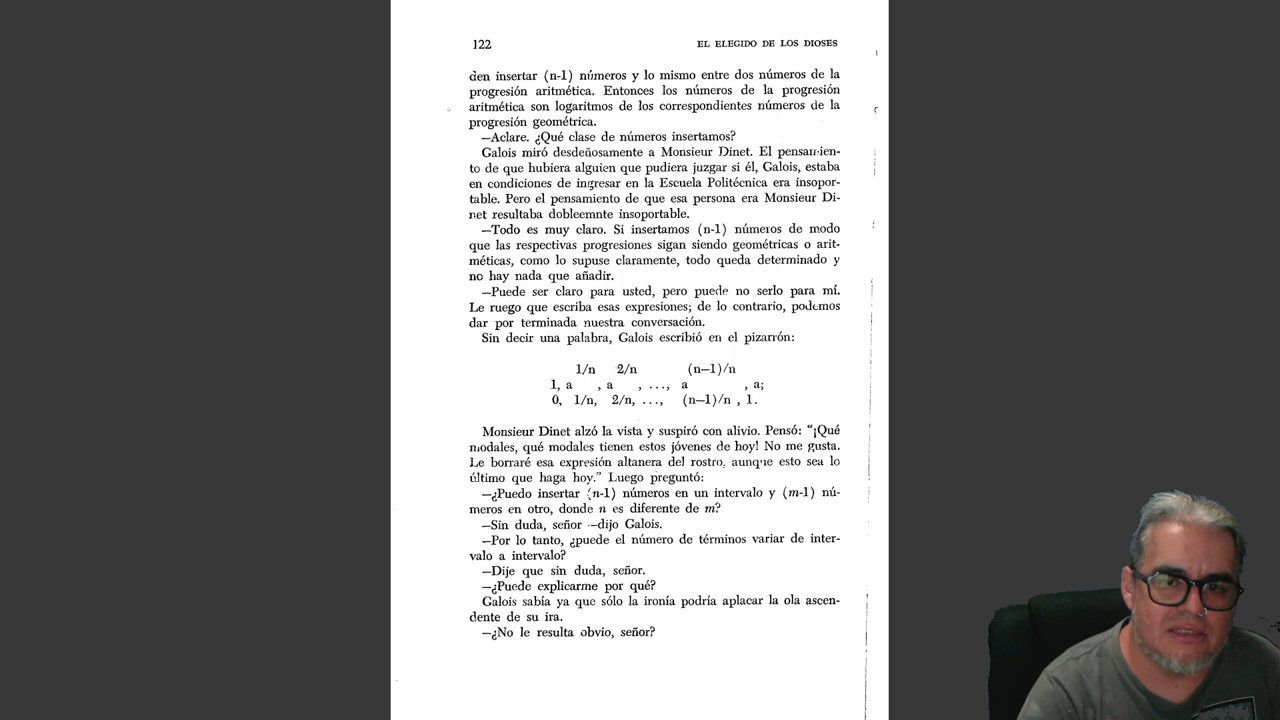 122 EL ELEGIDO DE LOS DIOSES
den insertar (n-1) números y lo mismo entre dos números de la
progresión aritmética. Entonces los números de la progresión
aritmética son logaritmos de los correspondientes números de la
progresión geométrica.
—Aclare. ¿Qué clase de números insertamos?
Galois miró desdeñosamente a Monsieur Dinet. El pensamien-
to de que hubiera alguien que pudiera juzgar si él, Galois, estaba
en condiciones de ingresar en la Escuela Politécnica era insopor-
table. Pero el pensamiento de que esa persona era Monsieur Di-
net resultaba dobleemnte insoportable.
—Todo es muy claro. Si insertamos (n-1) números de modo
que las respectivas progresiones sigan siendo geométricas o arit-
méticas, como lo supuse claramente, todo queda determinado y
no hay nada que añadir.
—Puede ser claro para usted, pero puede no serlo para mí.
Le ruego que escriba esas expresiones; de lo contrario, podemos
dar por terminada nuestra conversación.
Sin decir una palabra, Galois escribió en el pizarrón:
1/n 2/n (n—1)/n
1, a , a , ..., a , a;
0, 1/n, 2/n, ..., (n—1)/n , 1.
Monsieur Dinet alzó la vista y suspiró con alivio. Pensó: “¡Qué
modales, qué modales tienen estos jóvenes de hoy! No me gusta.
Le borraré esa expresión altanera del rostro, aunque esto sea lo
último que haga hoy.” Luego preguntó:
—¿Puedo insertar (n-1) números en un intervalo y (m-1) nú-
meros en otro, donde n es diferente de m?
—Sin duda, señor —dijo Galois.
—Por lo tanto, ¿puede el número de términos variar de inter-
valo a intervalo?
—Dije que sin duda, señor.
—¿Puede explicarme por qué?
Galois sabía ya que sólo la ironía podría aplacar la ola ascen-
dente de su ira.
—¿No le resulta obvio, señor?